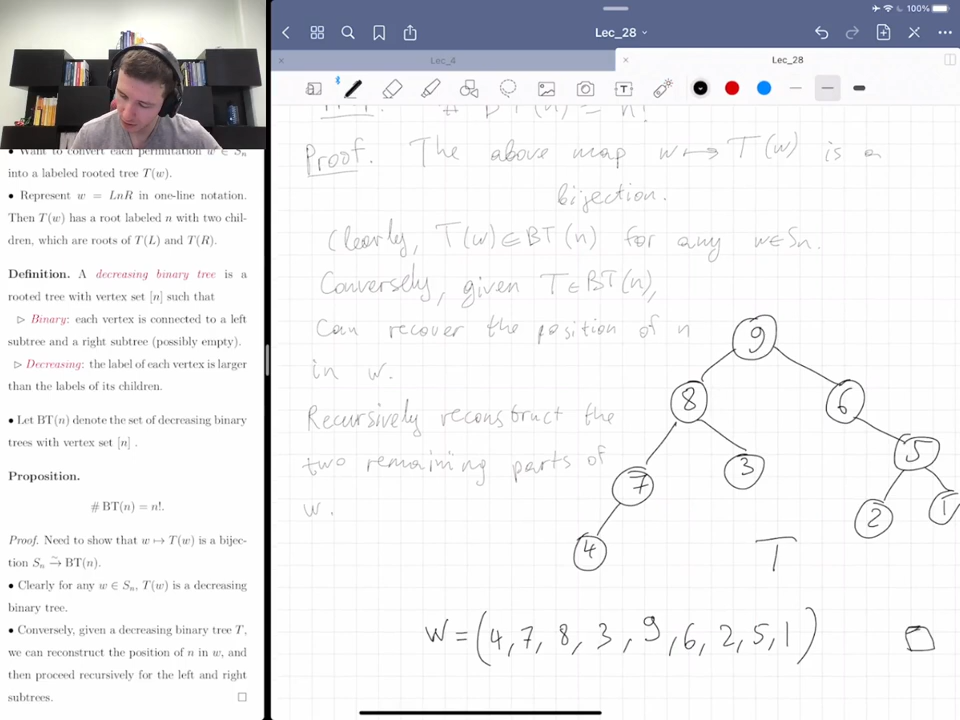 • Want to convert each permutation w ∈ Sₙ
into a labeled rooted tree T(w).
• Represent w = LnR in one-line notation.
Then T(w) has a root labeled n with two chil-
dren, which are roots of T(L) and T(R).
Definition. A decreasing binary tree is a
rooted tree with vertex set [n] such that
▷ Binary: each vertex is connected to a left
subtree and a right subtree (possibly empty).
▷ Decreasing: the label of each vertex is larger
than the labels of its children.
• Let BT(n) denote the set of decreasing binary
trees with vertex set [n] .
Proposition.
# BT(n) = n!.
Proof. Need to show that w ↦ T(w) is a bijec-
tion Sₙ →̃ BT(n).
• Clearly for any w ∈ Sₙ, T(w) is a decreasing
binary tree.
• Conversely, given a decreasing binary tree T,
we can reconstruct the position of n in w, and
then proceed recursively for the left and right
subtrees. □
100%
Lec_28
Lec_4
Lec_28
# BT(n) = n!
Proof. The above map w ↦ T(w) is a
bijection.
Clearly, T(w) ∈ BT(n) for any w∈Sn.
Conversely, given T ∈ BT(n),
Can recover the position of n
in w.
Recursively reconstruct the
two remaining parts of
w.
9
8
6
7
3
5
4
2
1
T
W = (4, 7, 8, 3, 9, 6, 2, 5, 1) □